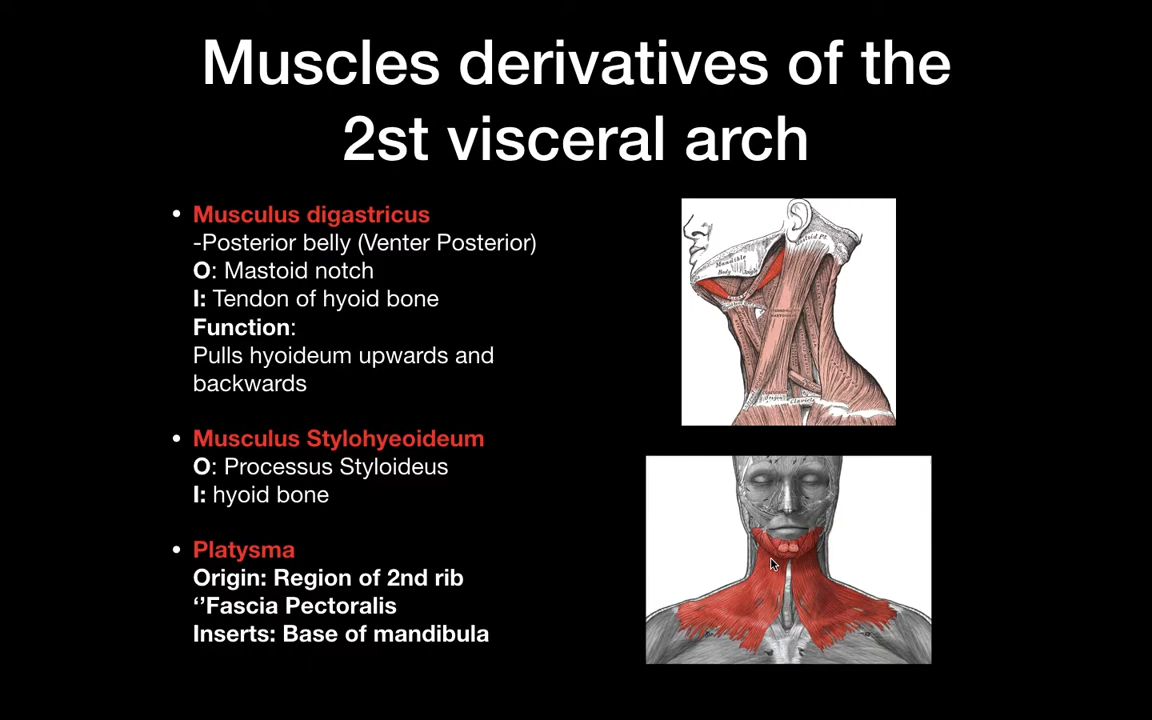 Muscles derivatives of the
2st visceral arch
• Musculus digastricus
-Posterior belly (Venter Posterior)
O: Mastoid notch
I: Tendon of hyoid bone
Function:
Pulls hyoideum upwards and
backwards
• Musculus Stylohyeoideum
O: Processus Styloideus
I: hyoid bone
• Platysma
Origin: Region of 2nd rib
‘’Fascia Pectoralis
Inserts: Base of mandibula
Mandible
Body